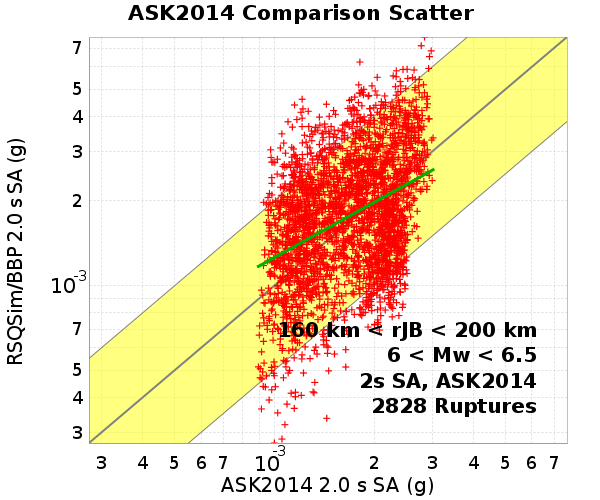 ASK2014 Comparison Scatter
7
5
4
3
2
10-3
7
5
4
3
RSQSim/BBP 2.0 s SA (g)
160 km < rJB < 200 km
6 < Mw < 6.5
2s SA, ASK2014
2828 Ruptures
3 4 5 6 7 10-3 2 3 4 5 6 7
ASK2014 2.0 s SA (g)